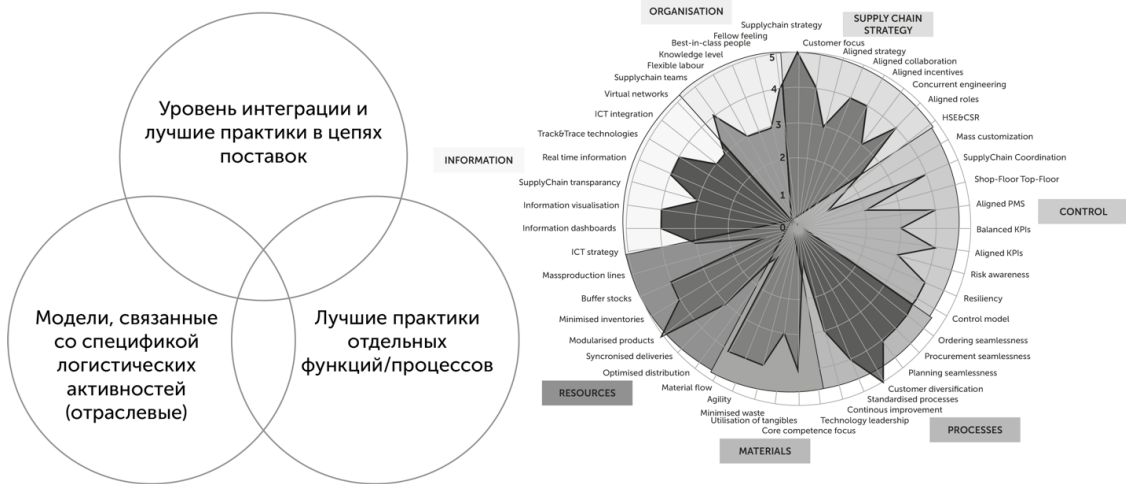 Уровень интеграции и
лучшие практики в цепях
поставок
Модели, связанные
со спецификой
логистических
активностей
(отраслевые)
Лучшие практики
отдельных
функций/процессов
ORGANISATION
SUPPLY CHAIN
STRATEGY
INFORMATION
CONTROL
RESOURCES
MATERIALS
PROCESSES
5
4
3
2
1
0
Supplychain strategy
Customer focus
Aligned strategy
Aligned collaboration
Aligned incentives
Concurrent engineering
Aligned roles
HSE&CSR
Mass customization
SupplyChain Coordination
Shop-Floor Top-Floor
Aligned PMS
Balanced KPIs
Aligned KPIs
Risk awareness
Resiliency
Control model
Ordering seamlessness
Procurement seamlessness
Planning seamlessness
Customer diversification
Standardised processes
Continous improvement
Technology leadership
Core competence focus
Utilisation of tangibles
Minimised waste
Agility
Material flow
Optimised distribution
Syncronised deliveries
Modularised products
Minimised inventories
Buffer stocks
Massproduction lines
ICT strategy
Information dashboards
Information visualisation
SupplyChain transparancy
Real time information
Track&Trace technologies
ICT integration
Virtual networks
Supplychain teams
Flexible labour
Knowledge level
Best-in-class people
Fellow feeling